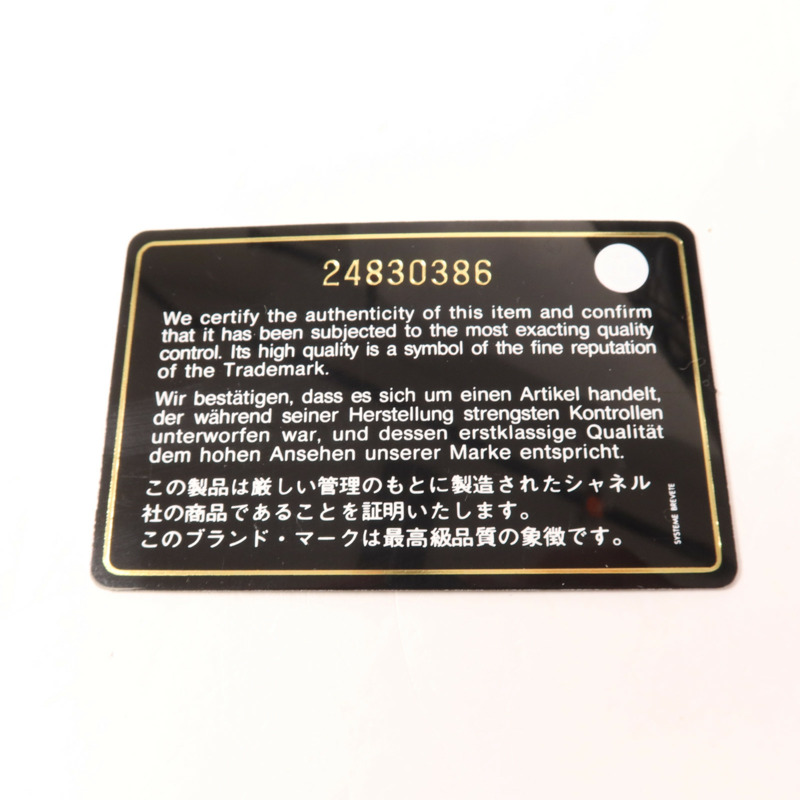 24830386
We certify the authenticity of this item and confirm
that it has been subjected to the most exacting quality
control. Its high quality is a symbol of the fine reputation
of the Trademark.
Wir bestätigen, dass es sich um einen Artikel handelt,
der während seiner Herstellung strengsten Kontrollen
unterworfen war, und dessen erstklassige Qualität
dem hohen Ansehen unserer Marke entspricht.
この製品は厳しい管理のもとに製造されたシャネル
社の商品であることを証明いたします。
このブランド・マークは最高級品質の象徴です。
SYSTEME BREVETE